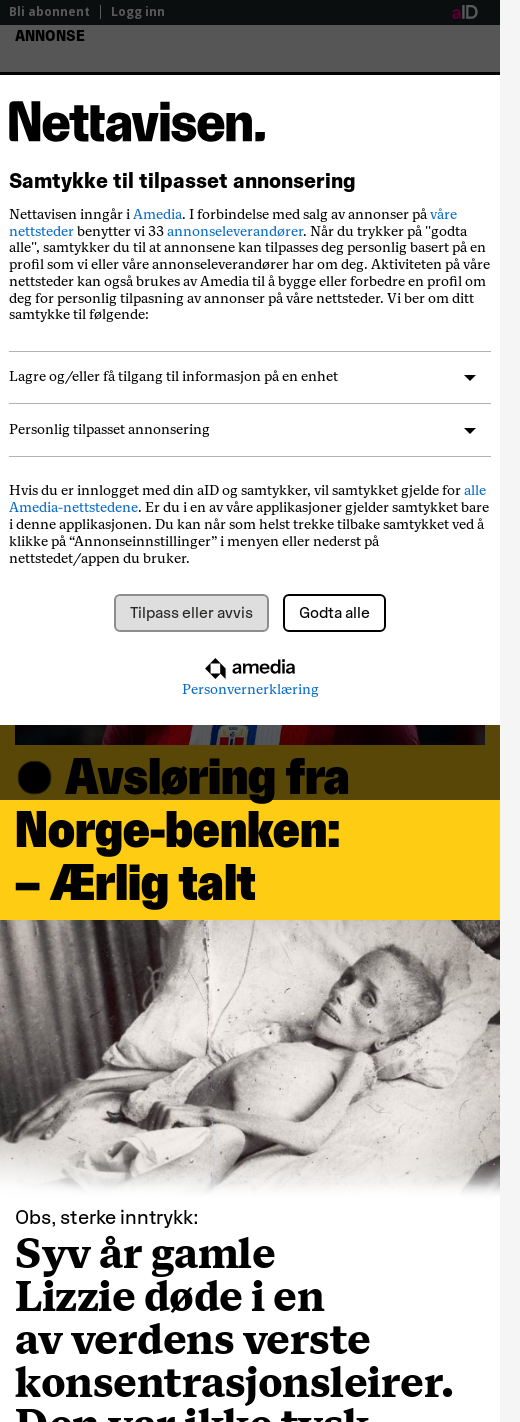 Bli abonnent | Logg inn
aID
ANNONSE
Nettavisen.
Samtykke til tilpasset annonsering
Nettavisen inngår i Amedia. I forbindelse med salg av annonser på våre
nettsteder benytter vi 33 annonseleverandører. Når du trykker på "godta
alle", samtykker du til at annonsene kan tilpasses deg personlig basert på en
profil som vi eller våre annonseleverandører har om deg. Aktiviteten på våre
nettsteder kan også brukes av Amedia til å bygge eller forbedre en profil om
deg for personlig tilpasning av annonser på våre nettsteder. Vi ber om ditt
samtykke til følgende:
Lagre og/eller få tilgang til informasjon på en enhet
Personlig tilpasset annonsering
Hvis du er innlogget med din aID og samtykker, vil samtykket gjelde for alle
Amedia-nettstedene. Er du i en av våre applikasjoner gjelder samtykket bare
i denne applikasjonen. Du kan når som helst trekke tilbake samtykket ved å
klikke på “Annonseinnstillinger” i menyen eller nederst på
nettstedet/appen du bruker.
Tilpass eller avvis
Godta alle
amedia
Personvernerklæring
Avsløring fra
Norge-benken:
– Ærlig talt
Obs, sterke inntrykk:
Syv år gamle
Lizzie døde i en
av verdens verste
konsentrasjonsleirer.
Den var ikke tysk